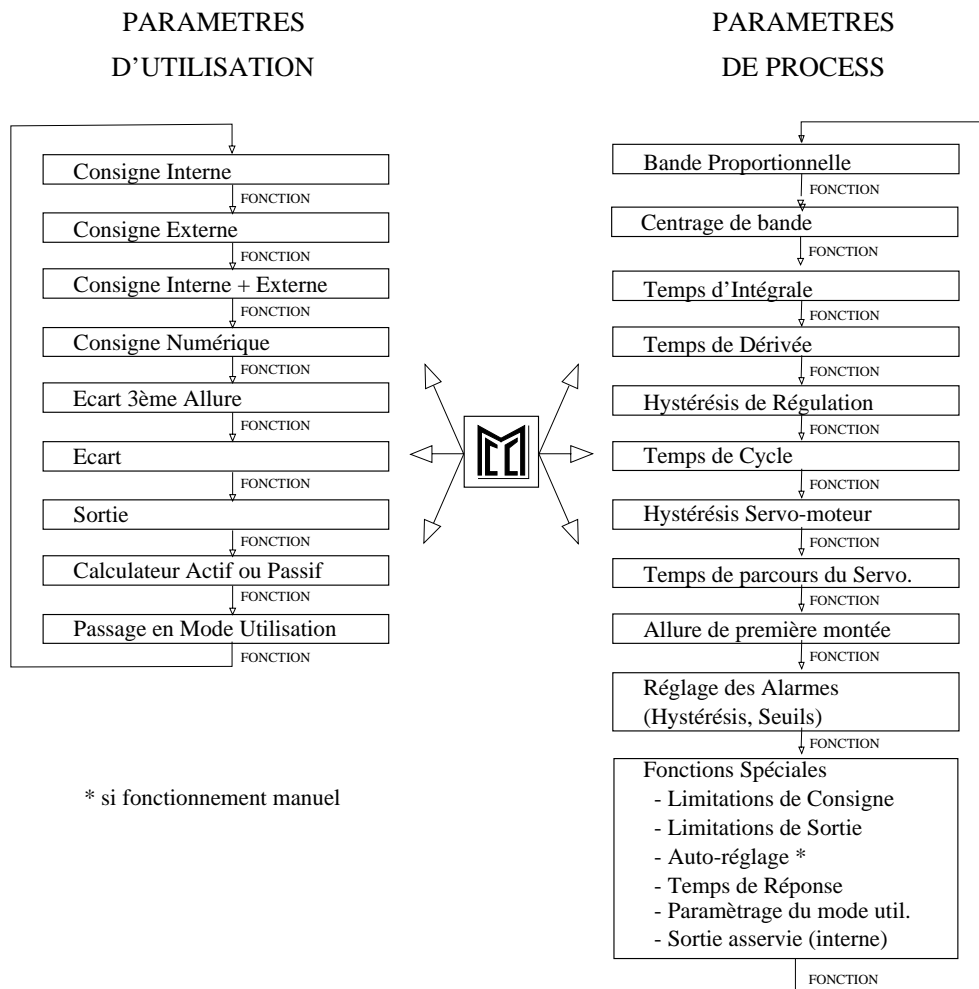 PARAMETRES
D'UTILISATION
Consigne Interne
FONCTION
Consigne Externe
FONCTION
Consigne Interne + Externe
FONCTION
Consigne Numérique
FONCTION
Ecart 3ème Allure
FONCTION
Ecart
FONCTION
Sortie
FONCTION
Calculateur Actif ou Passif
FONCTION
Passage en Mode Utilisation
FONCTION
* si fonctionnement manuel
PARAMETRES
DE PROCESS
Bande Proportionnelle
FONCTION
Centrage de bande
FONCTION
Temps d'Intégrale
FONCTION
Temps de Dérivée
FONCTION
Hystérésis de Régulation
FONCTION
Temps de Cycle
FONCTION
Hystérésis Servo-moteur
FONCTION
Temps de parcours du Servo.
FONCTION
Allure de première montée
FONCTION
Réglage des Alarmes
(Hystérésis, Seuils)
FONCTION
Fonctions Spéciales
- Limitations de Consigne
- Limitations de Sortie
- Auto-réglage *
- Temps de Réponse
- Paramètrage du mode util.
- Sortie asservie (interne)
FONCTION